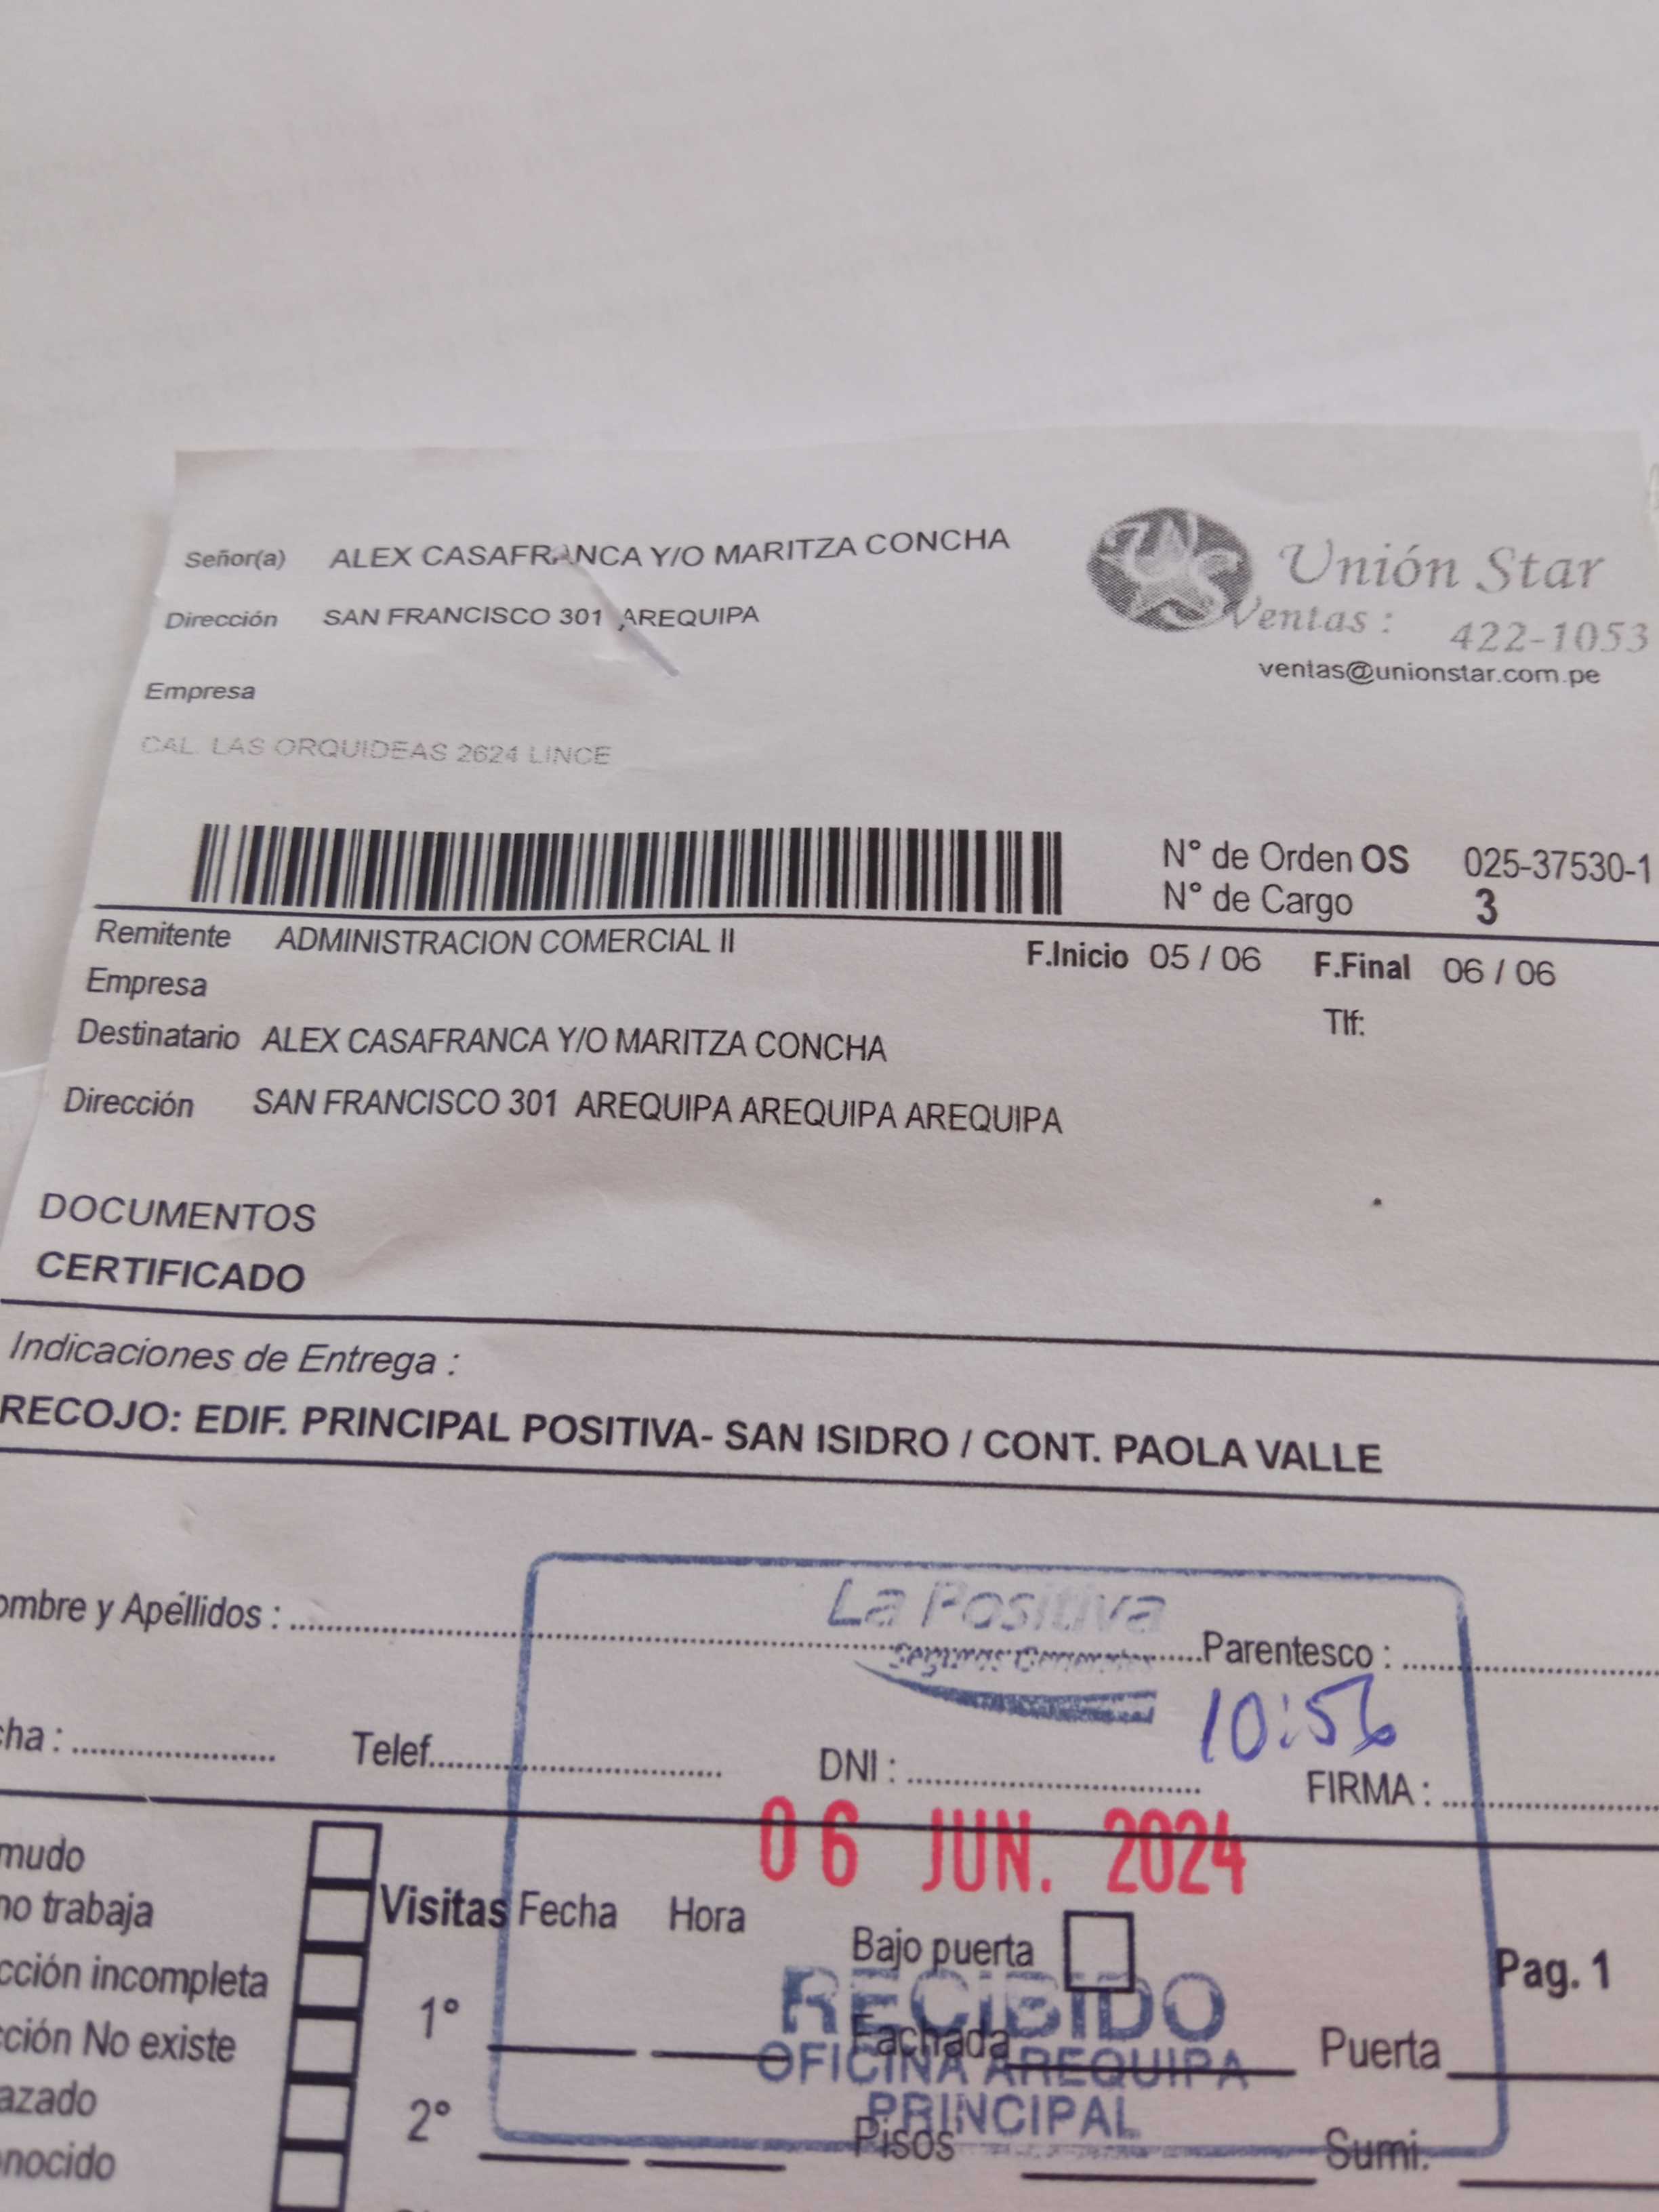 Señor(a) ALEX CASAFRANCA Y/O MARITZA CONCHA
Unión Star
Dirección SAN FRANCISCO 301 AREQUIPA
Ventas : 422-1053
ventas@unionstar.com.pe
Empresa
CAL. LAS ORQUIDEAS 2624 LINCE
N° de Orden OS 025-37530-1
N° de Cargo 3
Remitente ADMINISTRACION COMERCIAL II
F.Inicio 05 / 06 F.Final 06 / 06
Empresa
Tlf:
Destinatario ALEX CASAFRANCA Y/O MARITZA CONCHA
Dirección SAN FRANCISCO 301 AREQUIPA AREQUIPA AREQUIPA
DOCUMENTOS
CERTIFICADO
Indicaciones de Entrega :
RECOJO: EDIF. PRINCIPAL POSITIVA- SAN ISIDRO / CONT. PAOLA VALLE
La Positiva
ombre y Apéllidos : Parentesco :
10:56
cha : Telef. DNI : FIRMA :
06 JUN. 2024
mudo
no trabaja
Visitas Fecha Hora
Bajo puerta
Pag. 1
cción incompleta
RECIBIDO
1°
Fachada Puerta
cción No existe
OFICINA AREQUIPA
PRINCIPAL
azado
2°
Pisos Sumi.
nocido